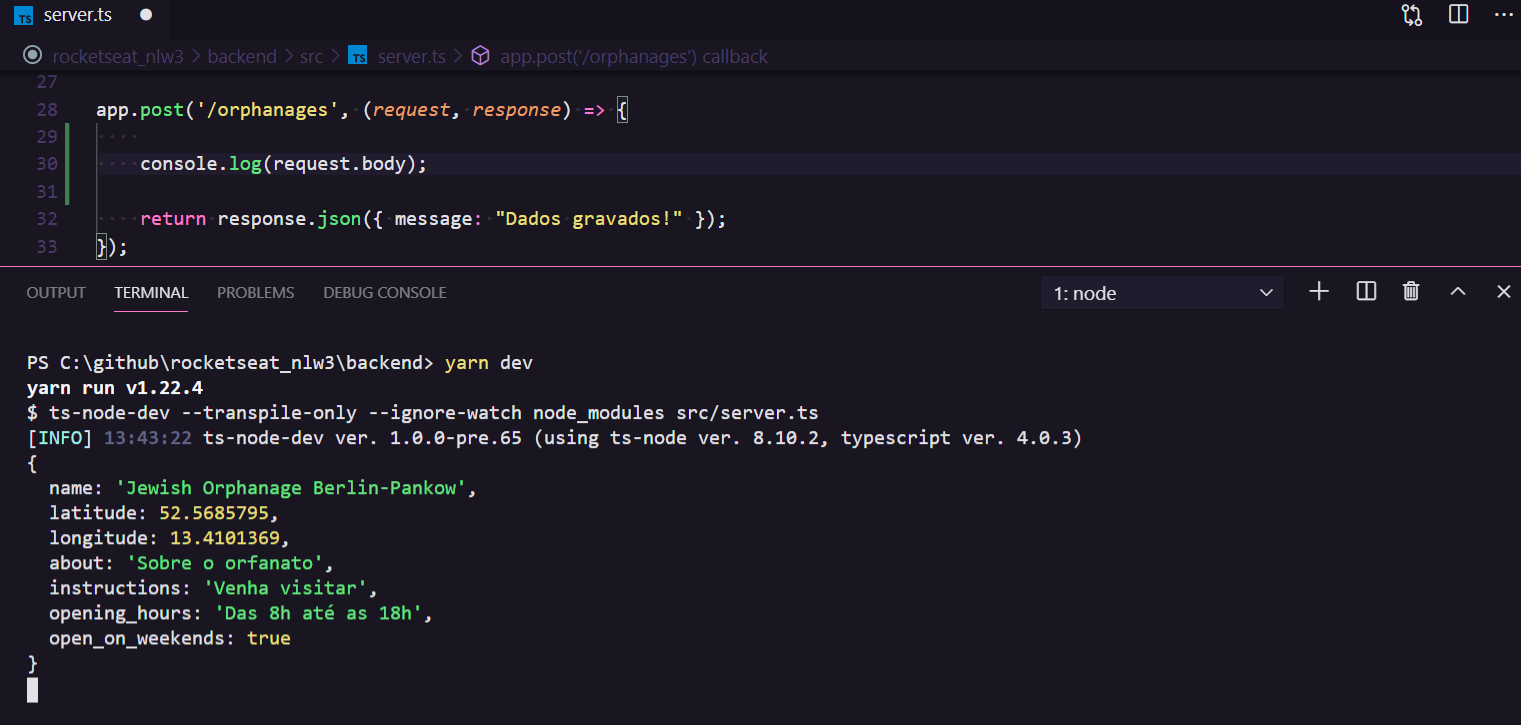 TS server.ts
rocketseat_nlw3 > backend > src > TS server.ts > app.post('/orphanages') callback
27
28 app.post('/orphanages', (request, response) => {
29
30 console.log(request.body);
31
32 return response.json({ message: "Dados gravados!" });
33 });
OUTPUT TERMINAL PROBLEMS DEBUG CONSOLE 1: node
PS C:\github\rocketseat_nlw3\backend> yarn dev
yarn run v1.22.4
$ ts-node-dev --transpile-only --ignore-watch node_modules src/server.ts
[INFO] 13:43:22 ts-node-dev ver. 1.0.0-pre.65 (using ts-node ver. 8.10.2, typescript ver. 4.0.3)
{
name: 'Jewish Orphanage Berlin-Pankow',
latitude: 52.5685795,
longitude: 13.4101369,
about: 'Sobre o orfanato',
instructions: 'Venha visitar',
opening_hours: 'Das 8h até as 18h',
open_on_weekends: true
}